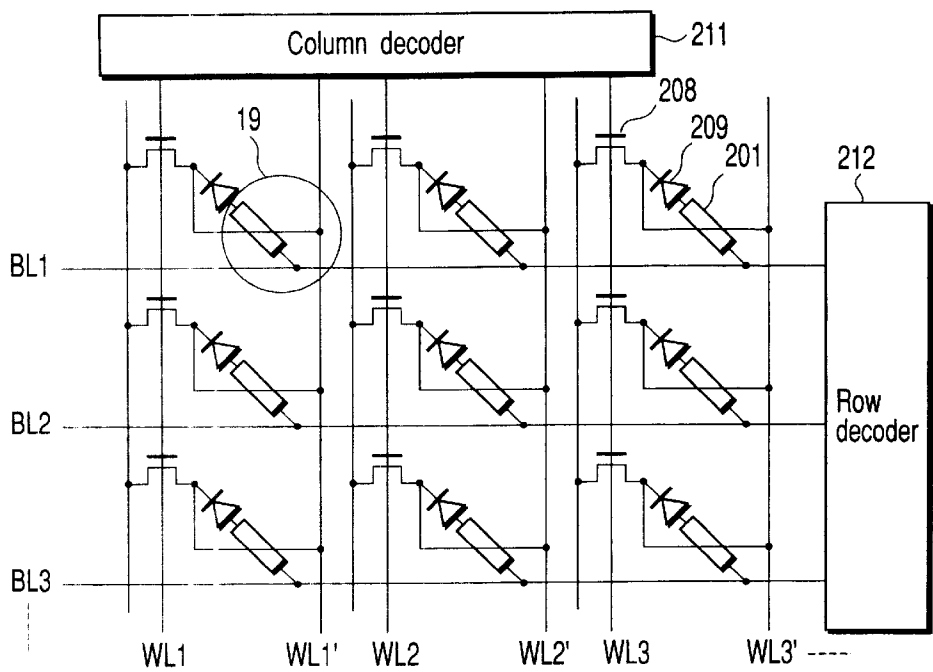 Column decoder
211
208
19
209
201
212
BL1
BL2
Row
decoder
BL3
WL1 WL1' WL2 WL2' WL3 WL3'